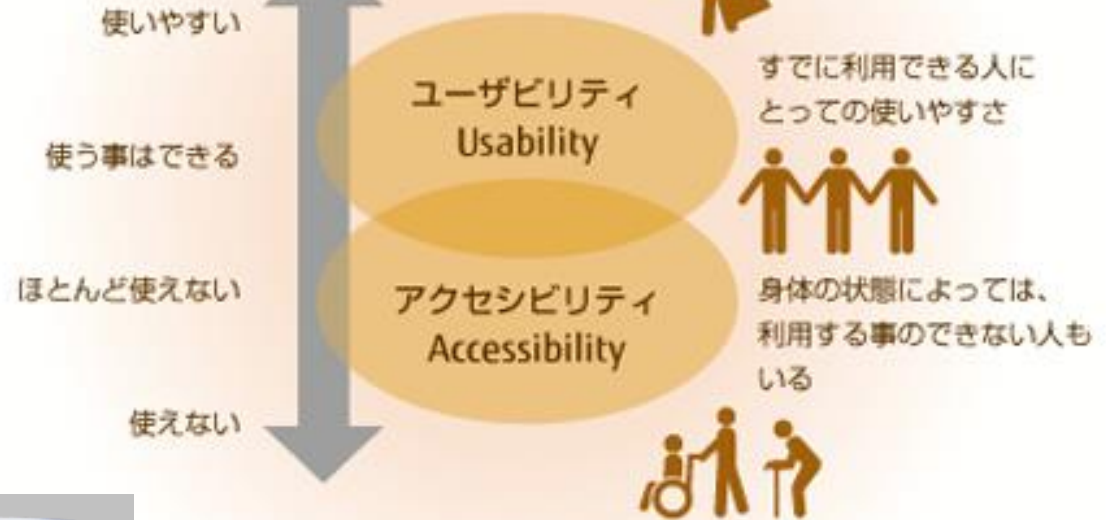 使いやすい
ユーザビリティ
Usability
すでに利用できる人に
とっての使いやすさ
使う事はできる
ほとんど使えない
アクセシビリティ
Accessibility
身体の状態によっては、
利用する事のできない人も
いる
使えない